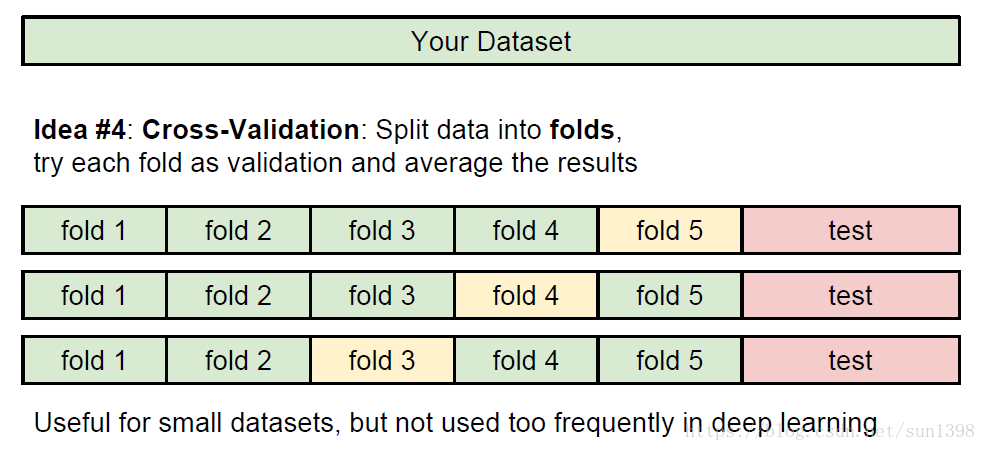 Your Dataset
Idea #4: Cross-Validation: Split data into folds,
try each fold as validation and average the results
fold 1 fold 2 fold 3 fold 4 fold 5 test
fold 1 fold 2 fold 3 fold 4 fold 5 test
fold 1 fold 2 fold 3 fold 4 fold 5 test
Useful for small datasets, but not used too frequently in deep learning
https://blog.csdn.net/sun1398